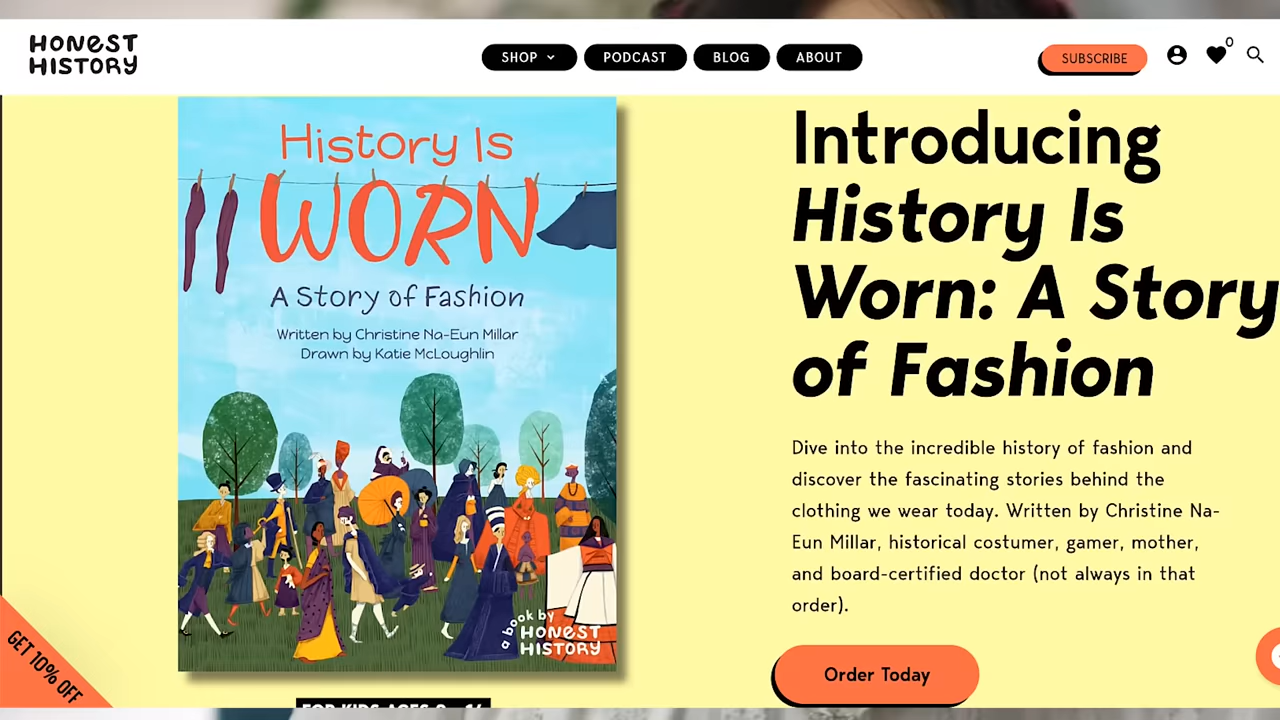 HONEST
HISTORY
SHOP
PODCAST
BLOG
ABOUT
SUBSCRIBE
0
History Is
WORN
A Story of Fashion
Written by Christine Na-Eun Millar
Drawn by Katie McLoughlin
a book by
HONEST
HISTORY
Introducing
History Is
Worn: A Story
of Fashion
Dive into the incredible history of fashion and
discover the fascinating stories behind the
clothing we wear today. Written by Christine Na-
Eun Millar, historical costumer, gamer, mother,
and board-certified doctor (not always in that
order).
Order Today
GET 10% OFF
FOR KIDS AGES